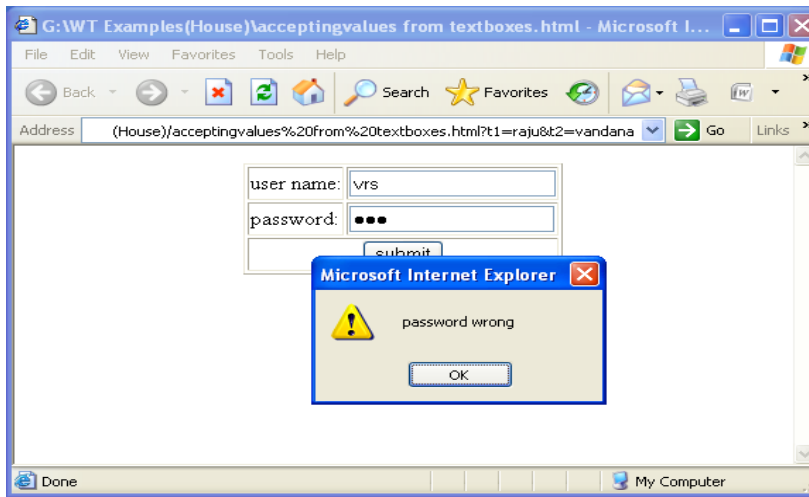 G:\WT Examples(House)\acceptingvalues from textboxes.html - Microsoft I...
File Edit View Favorites Tools Help
Back Search Favorites W
Address (House)/acceptingvalues%20from%20textboxes.html?t1=raju&t2=vandana Go Links »
user name: vrs
password: ●●●
submit
Microsoft Internet Explorer
password wrong
OK
Done My Computer